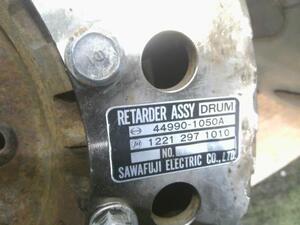 RETARDER ASSY DRUM
44990-1050A
1221 297 1010
NO.
SAWAFUJI ELECTRIC CO., LTD.